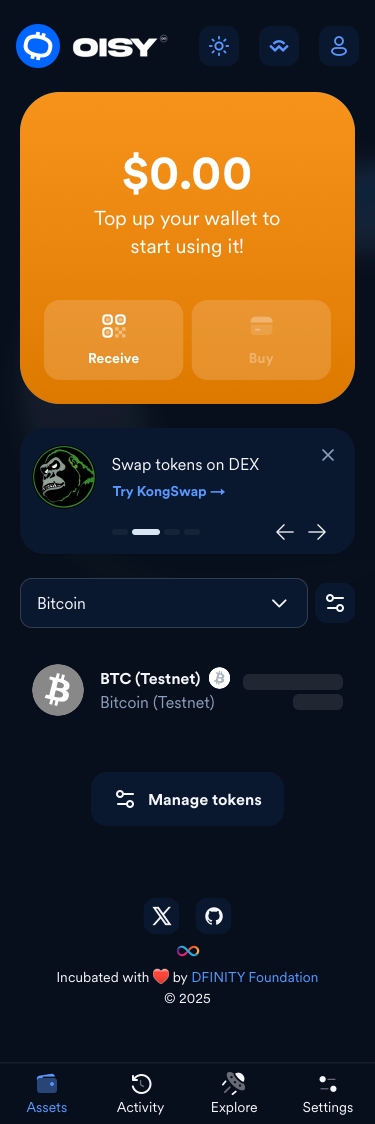 OISY
$0.00
Top up your wallet to
start using it!
Receive
Buy
Swap tokens on DEX
Try KongSwap →
Bitcoin
BTC (Testnet)
Bitcoin (Testnet)
Manage tokens
Incubated with ❤️ by DFINITY Foundation
© 2025
Assets
Activity
Explore
Settings